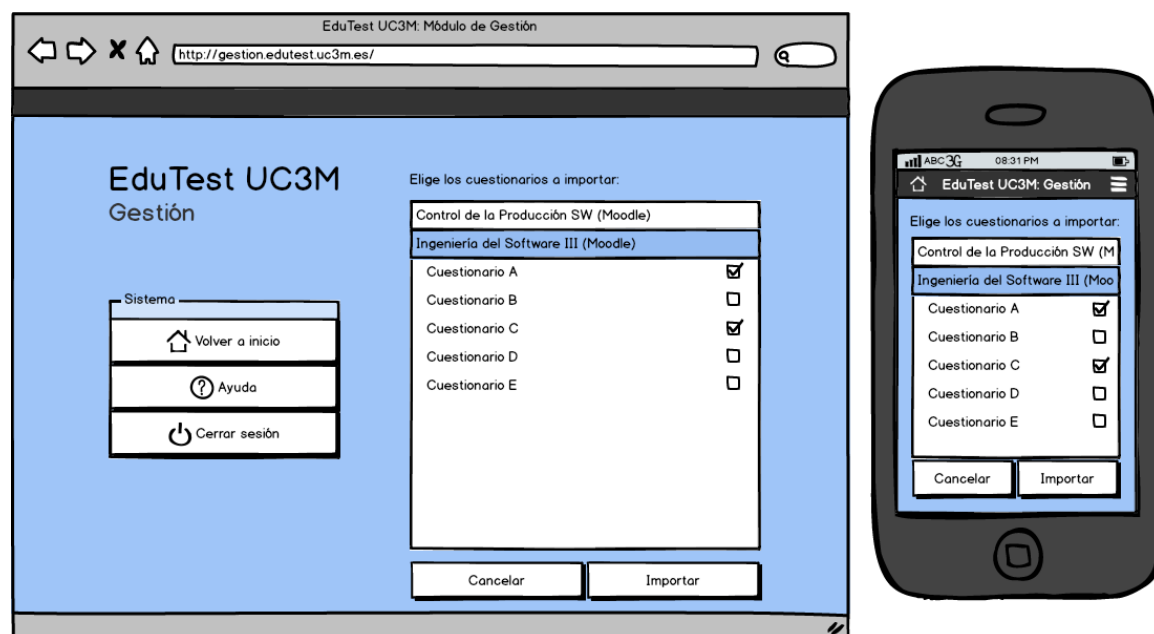 EduTest UC3M: Módulo de Gestión
http://gestion.edutest.uc3m.es/
EduTest UC3M
Gestión
Sistema
Volver a inicio
? Ayuda
Cerrar sesión
Elige los cuestionarios a importar:
Control de la Producción SW (Moodle)
Ingeniería del Software III (Moodle)
Cuestionario A
Cuestionario B
Cuestionario C
Cuestionario D
Cuestionario E
Cancelar
Importar
ABC 3G 08:31 PM
EduTest UC3M: Gestión
Elige los cuestionarios a importar:
Control de la Producción SW (M
Ingeniería del Software III (Moo
Cuestionario A
Cuestionario B
Cuestionario C
Cuestionario D
Cuestionario E
Cancelar
Importar